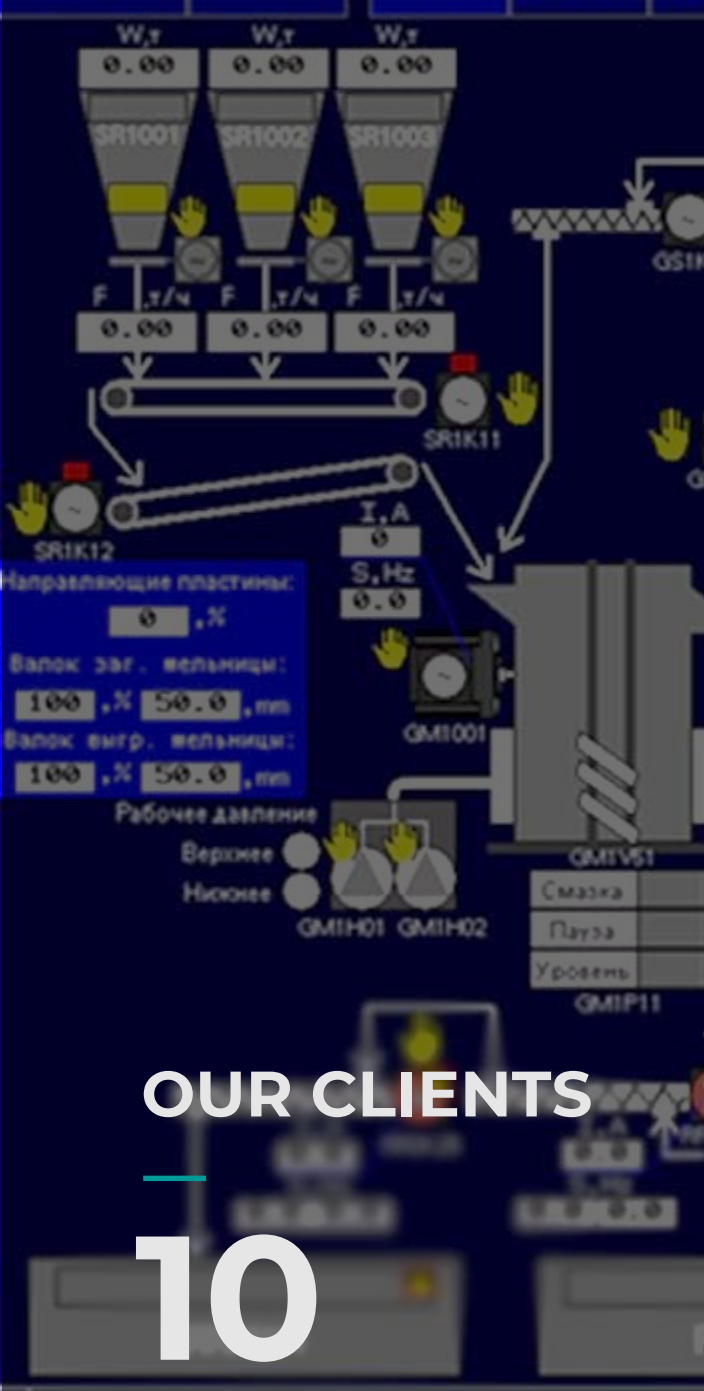 W,т W,т W,т
0.00 0.00 0.00
SR1001 SR1002 SR1003
F ,т/ч F ,т/ч F ,т/ч
0.00 0.00 0.00
SR1K11
SR1K12
I,A
0
S,Hz
0.0
Направляющие пластины:
0 ,%
Валок заг. мельницы:
100 ,% 50.0 ,mm
Валок выгр. мельницы:
100 ,% 50.0 ,mm
GM1001
Рабочее давление
Верхнее
Нижнее
GM1H01 GM1H02
GM1V51
Смазка
Пауза
Уровень
GM1P11
OUR CLIENTS
10